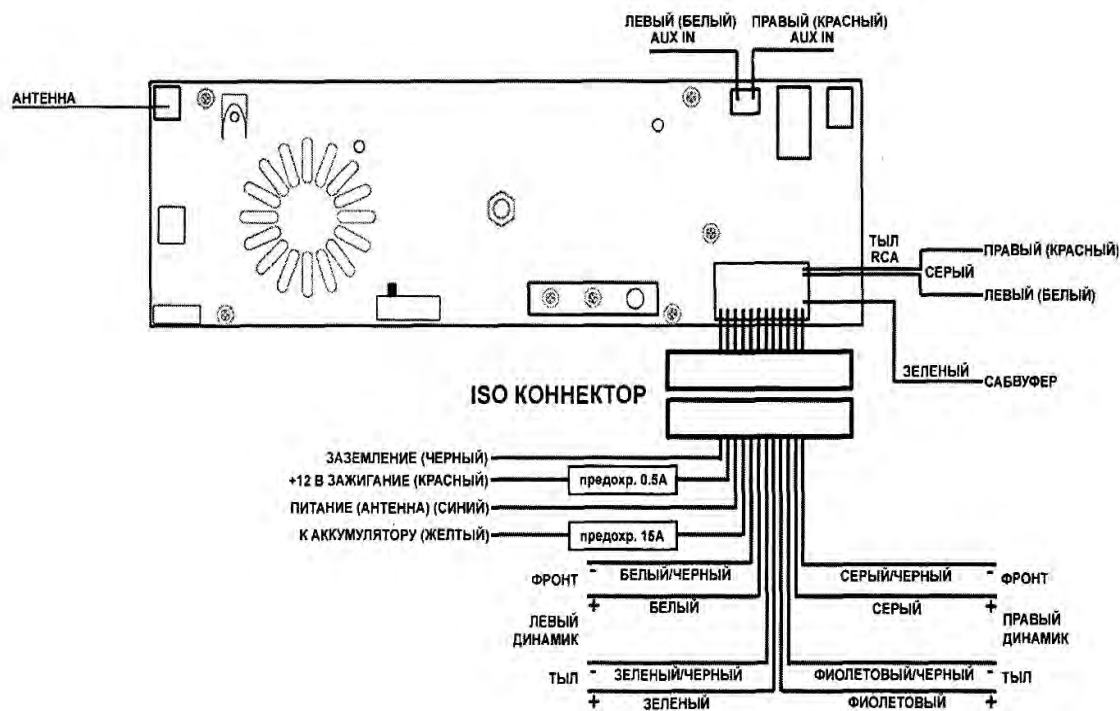 ЛЕВЫЙ (БЕЛЫЙ) ПРАВЫЙ (КРАСНЫЙ)
AUX IN AUX IN
АНТЕННА
ТЫЛ
RCA
ПРАВЫЙ (КРАСНЫЙ)
СЕРЫЙ
ЛЕВЫЙ (БЕЛЫЙ)
ЗЕЛЕНЫЙ
САБВУФЕР
ISO КОННЕКТОР
ЗАЗЕМЛЕНИЕ (ЧЕРНЫЙ)
+12 В ЗАЖИГАНИЕ (КРАСНЫЙ) предохр. 0.5А
ПИТАНИЕ (АНТЕННА) (СИНИЙ)
К АККУМУЛЯТОРУ (ЖЕЛТЫЙ) предохр. 15А
ФРОНТ - БЕЛЫЙ/ЧЕРНЫЙ СЕРЫЙ/ЧЕРНЫЙ - ФРОНТ
+ БЕЛЫЙ СЕРЫЙ +
ЛЕВЫЙ ПРАВЫЙ
ДИНАМИК ДИНАМИК
ТЫЛ - ЗЕЛЕНЫЙ/ЧЕРНЫЙ ФИОЛЕТОВЫЙ/ЧЕРНЫЙ - ТЫЛ
+ ЗЕЛЕНЫЙ ФИОЛЕТОВЫЙ +